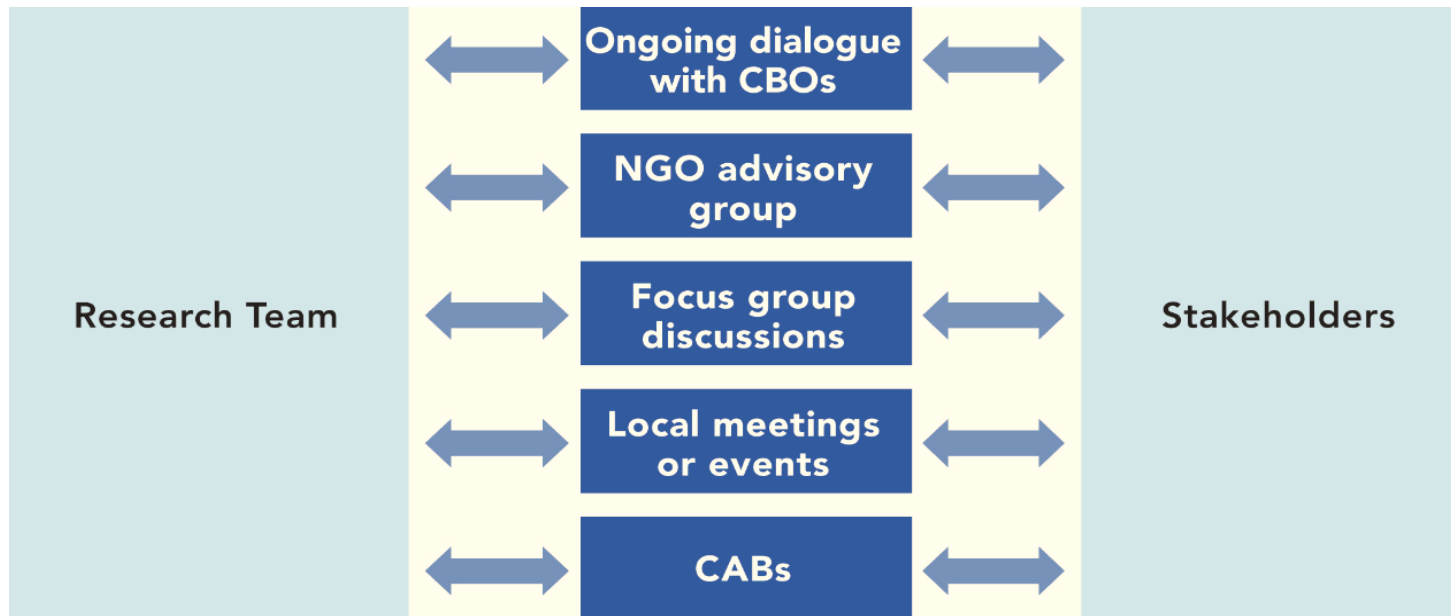 Ongoing dialogue
with CBOs
NGO advisory
group
Research Team
Focus group
discussions
Stakeholders
Local meetings
or events
CABs